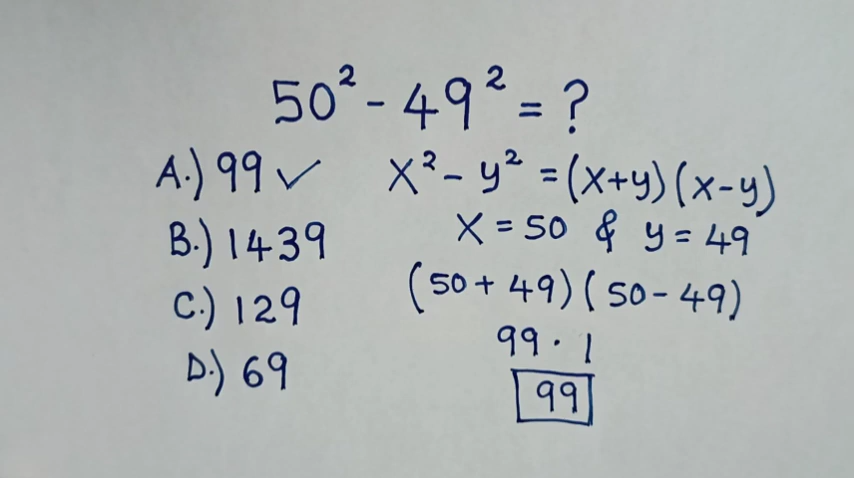 50² - 49² = ?
A.) 99 ✓
B.) 1439
C.) 129
D.) 69
x² - y² = (x+y)(x-y)
x = 50 & y = 49
(50 + 49)(50 - 49)
99 · 1
99